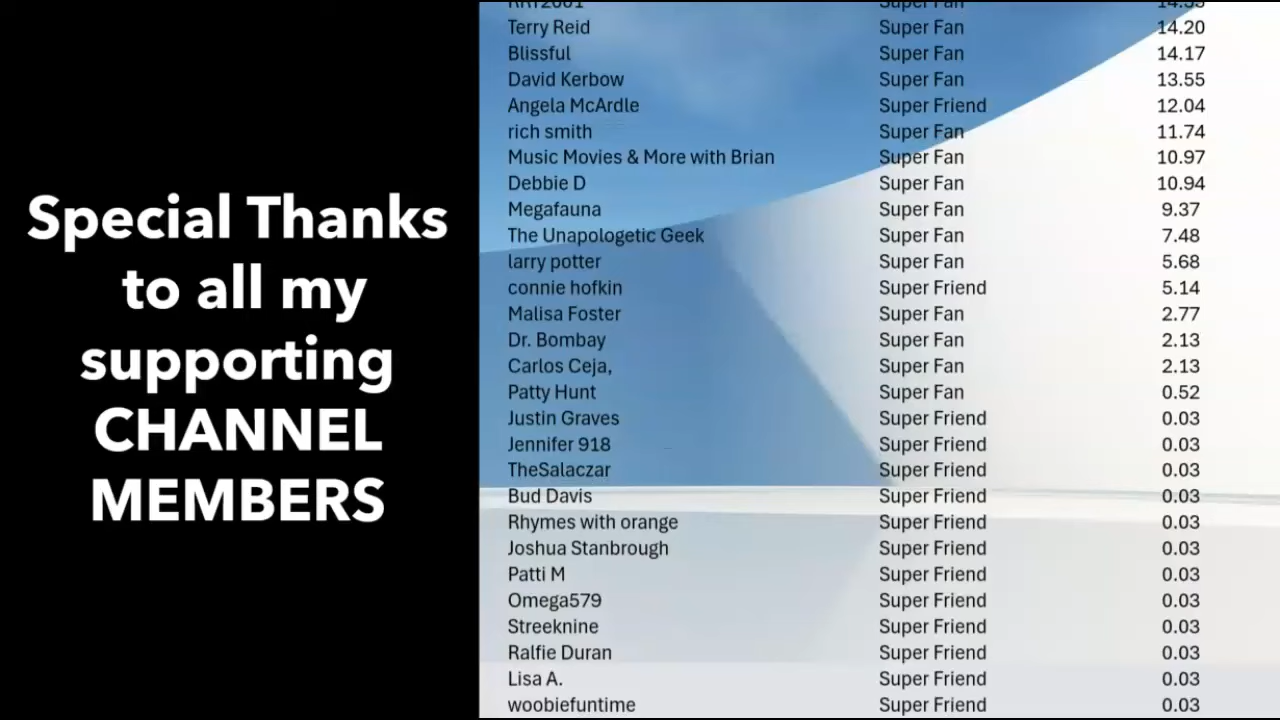 Special Thanks
to all my
supporting
CHANNEL
MEMBERS
Super Fan
Terry Reid Super Fan 14.20
Blissful Super Fan 14.17
David Kerbow Super Fan 13.55
Angela McArdle Super Friend 12.04
rich smith Super Fan 11.74
Music Movies & More with Brian Super Fan 10.97
Debbie D Super Fan 10.94
Megafauna Super Fan 9.37
The Unapologetic Geek Super Fan 7.48
larry potter Super Fan 5.68
connie hofkin Super Friend 5.14
Malisa Foster Super Fan 2.77
Dr. Bombay Super Fan 2.13
Carlos Ceja, Super Fan 2.13
Patty Hunt Super Fan 0.52
Justin Graves Super Friend 0.03
Jennifer 918 Super Friend 0.03
TheSalaczar Super Friend 0.03
Bud Davis Super Friend 0.03
Rhymes with orange Super Friend 0.03
Joshua Stanbrough Super Friend 0.03
Patti M Super Friend 0.03
Omega579 Super Friend 0.03
Streeknine Super Friend 0.03
Ralfie Duran Super Friend 0.03
Lisa A. Super Friend 0.03
woobiefuntime Super Friend 0.03